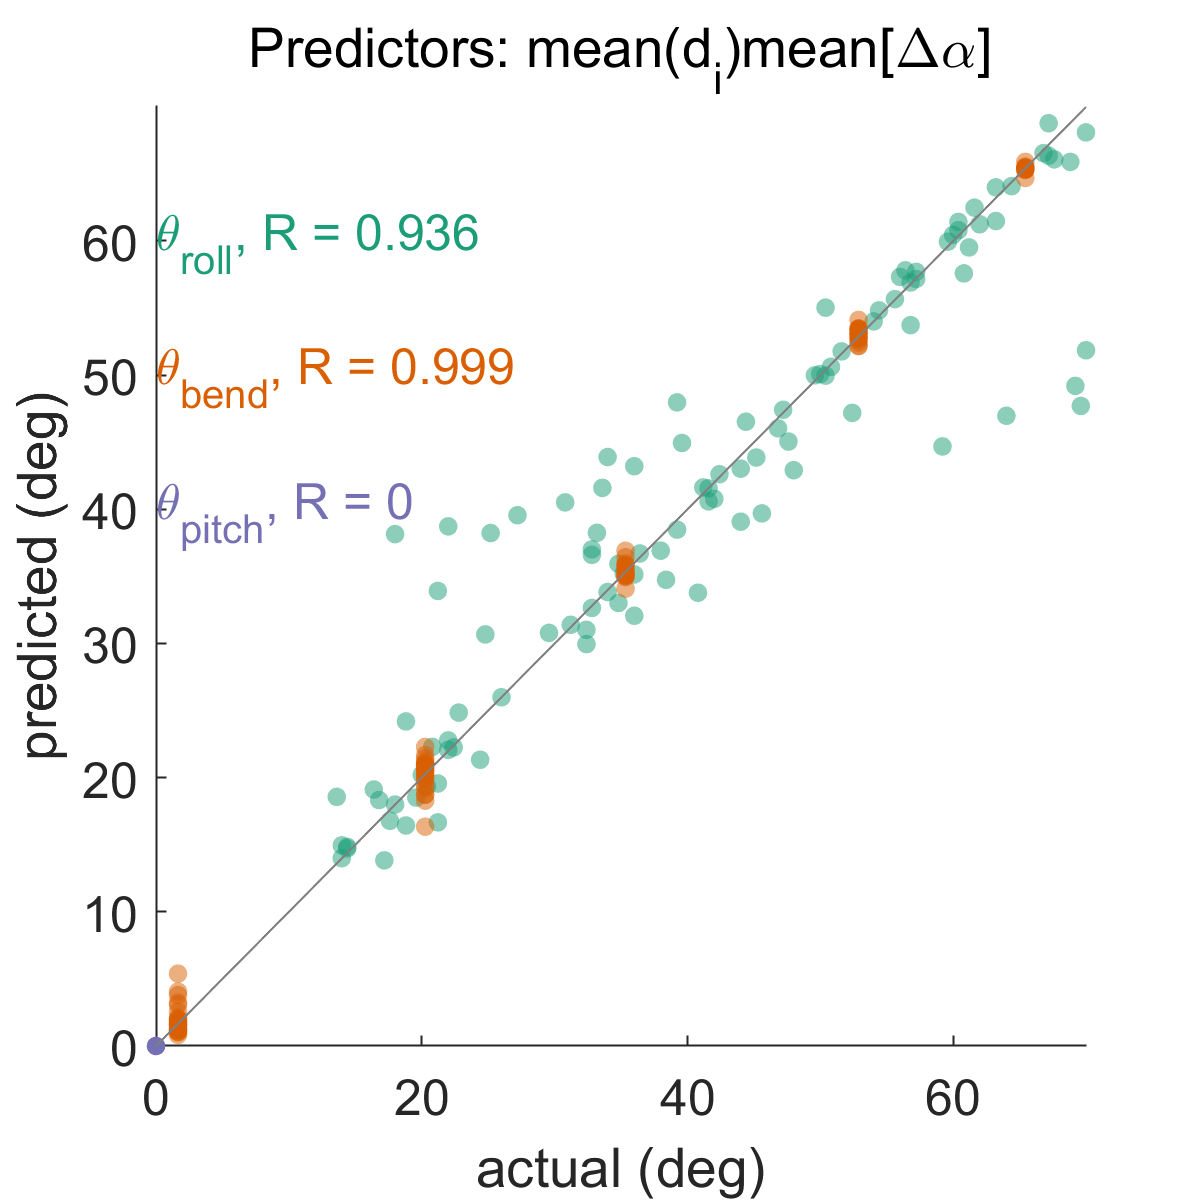 Predictors: mean(d_i)mean[Δα]
θ_roll, R = 0.936
θ_bend, R = 0.999
θ_pitch, R = 0
predicted (deg)
60
50
40
30
20
10
0
0 20 40 60
actual (deg)